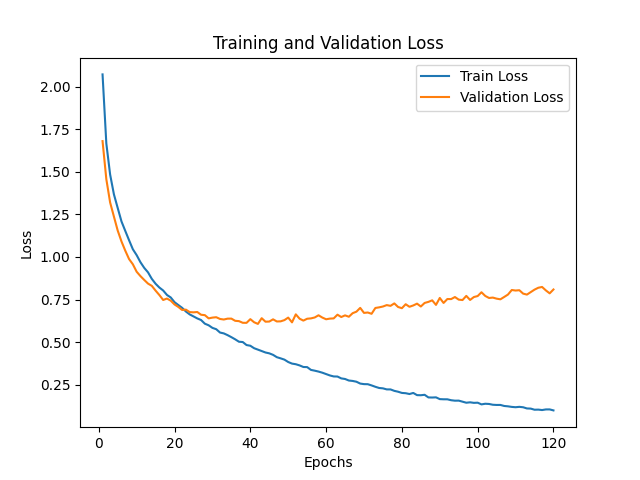 Training and Validation Loss
Train Loss
Validation Loss
2.00
1.75
1.50
1.25
1.00
0.75
0.50
0.25
Loss
0 20 40 60 80 100 120
Epochs